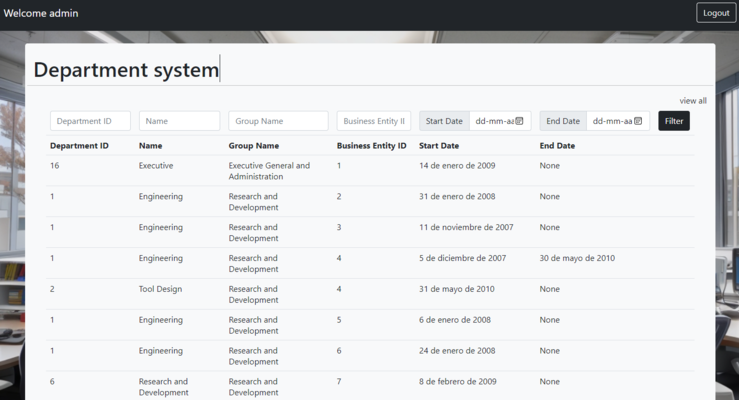 Welcome admin
Logout
Department system
view all
Department ID Name Group Name Business Entity II Start Date dd-mm-aa End Date dd-mm-aa Filter
Department ID Name Group Name Business Entity ID Start Date End Date
16 Executive Executive General and Administration 1 14 de enero de 2009 None
1 Engineering Research and Development 2 31 de enero de 2008 None
1 Engineering Research and Development 3 11 de noviembre de 2007 None
1 Engineering Research and Development 4 5 de diciembre de 2007 30 de mayo de 2010
2 Tool Design Research and Development 4 31 de mayo de 2010 None
1 Engineering Research and Development 5 6 de enero de 2008 None
1 Engineering Research and Development 6 24 de enero de 2008 None
6 Research and Development Research and Development 7 8 de febrero de 2009 None